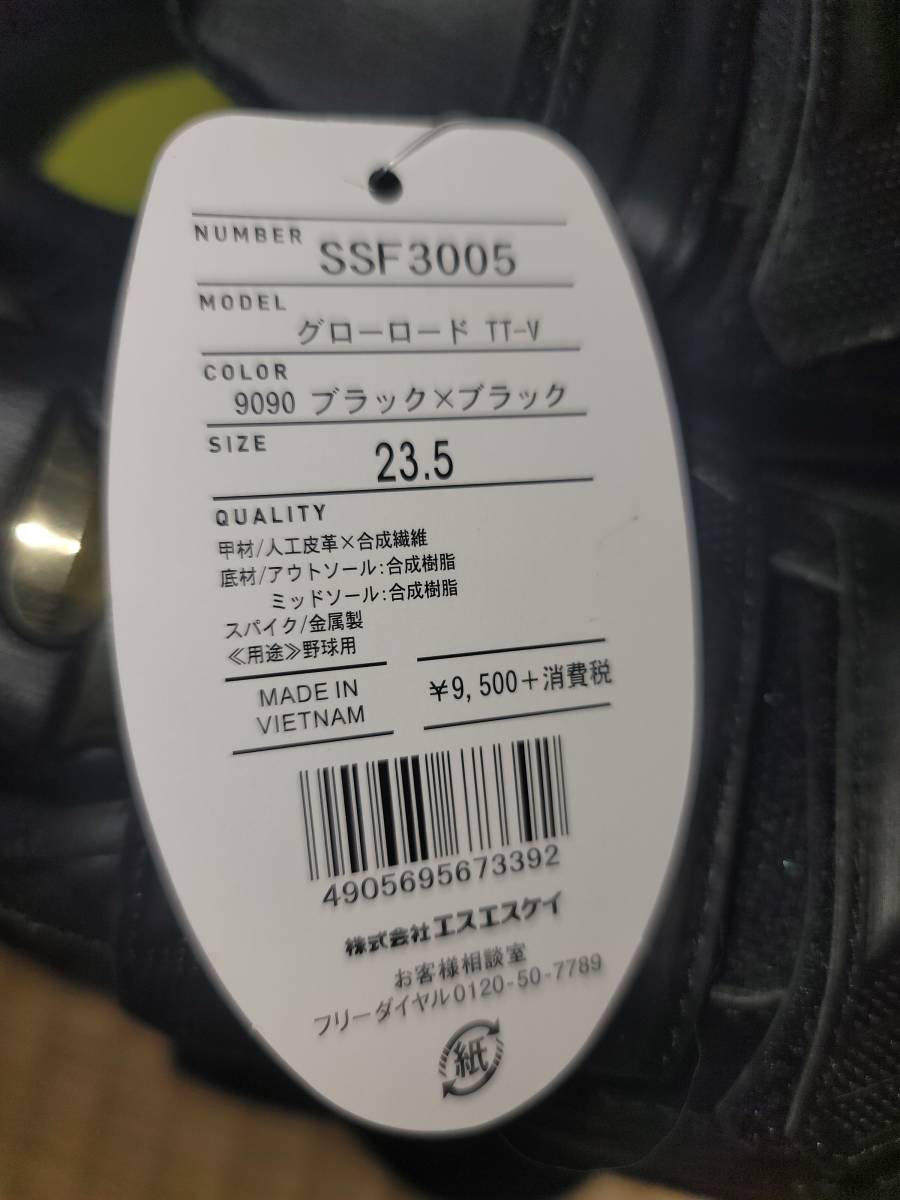 NUMBER
SSF3005
MODEL
グローロード TT-V
COLOR
9090 ブラック×ブラック
SIZE
23.5
QUALITY
甲材/人工皮革×合成繊維
底材/アウトソール:合成樹脂
ミッドソール:合成樹脂
スパイク/金属製
≪用途≫野球用
MADE IN
VIETNAM
¥9,500+消費税
4905695673392
株式会社エスエスケイ
お客様相談室
フリーダイヤル0120-50-7789
紙